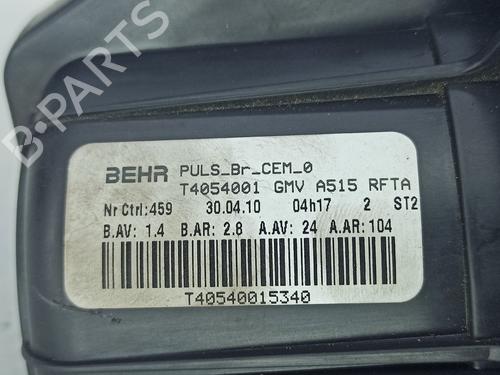 B-PARTS
BEHR PULS_Br_CEM_0
T4054001 GMV A515 RFTA
Nr Ctrl:459 30.04.10 04h17 2 ST2
B.AV: 1.4 B.AR: 2.8 A.AV: 24 A.AR: 104
T40540015340